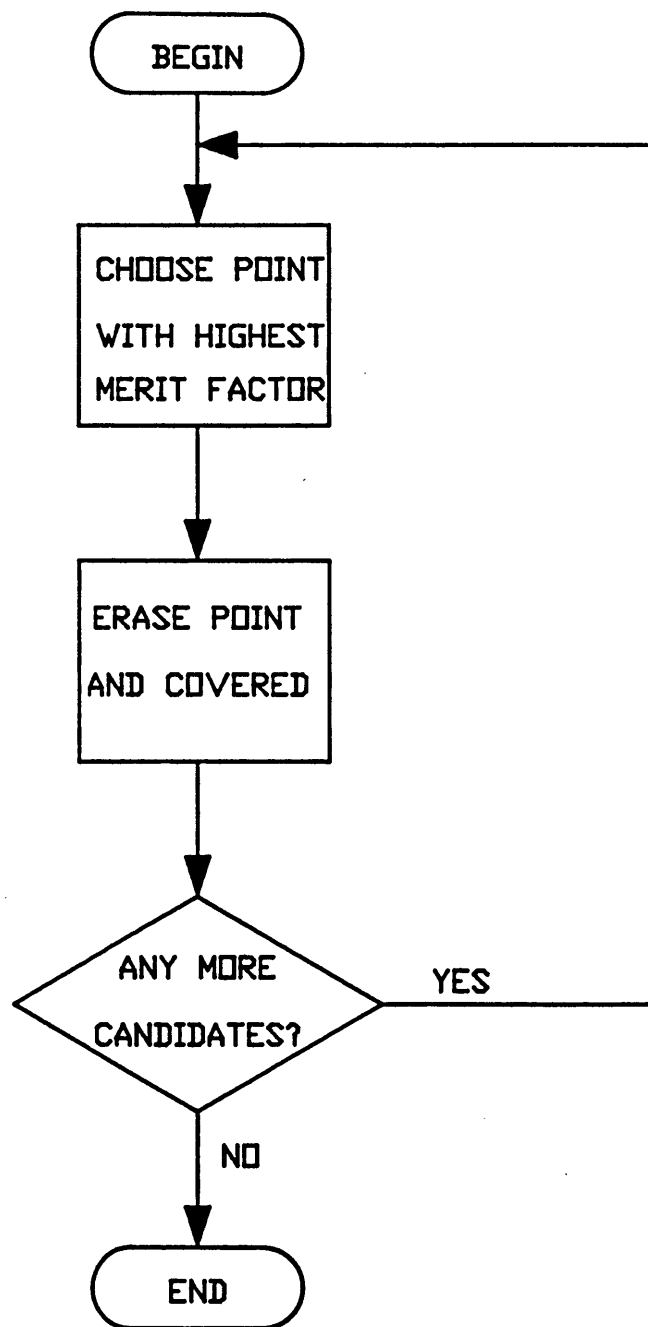 BEGIN
CHOOSE POINT
WITH HIGHEST
MERIT FACTOR
ERASE POINT
AND COVERED
ANY MORE
CANDIDATES?
YES
NO
END